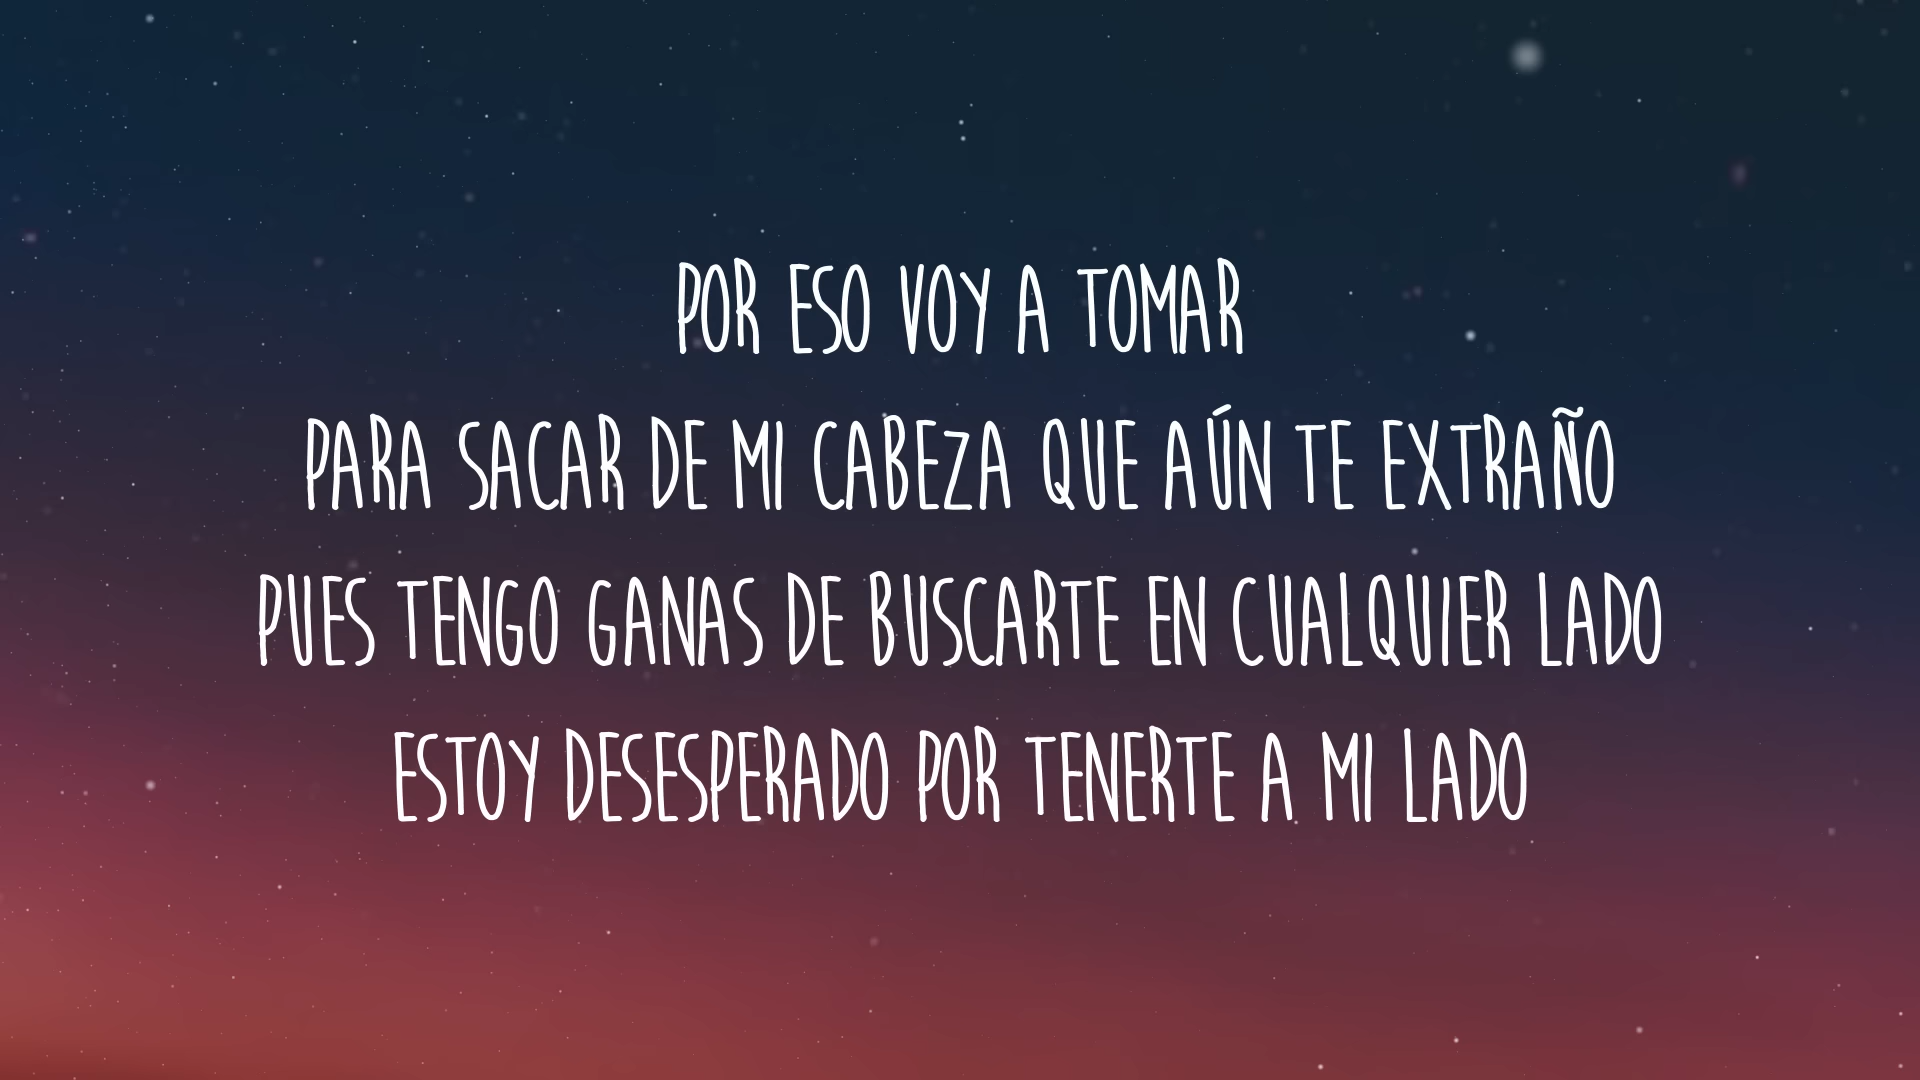 POR ESO VOY A TOMAR
PARA SACAR DE MI CABEZA QUE AÚN TE EXTRAÑO
PUES TENGO GANAS DE BUSCARTE EN CUALQUIER LADO
ESTOY DESESPERADO POR TENERTE A MI LADO